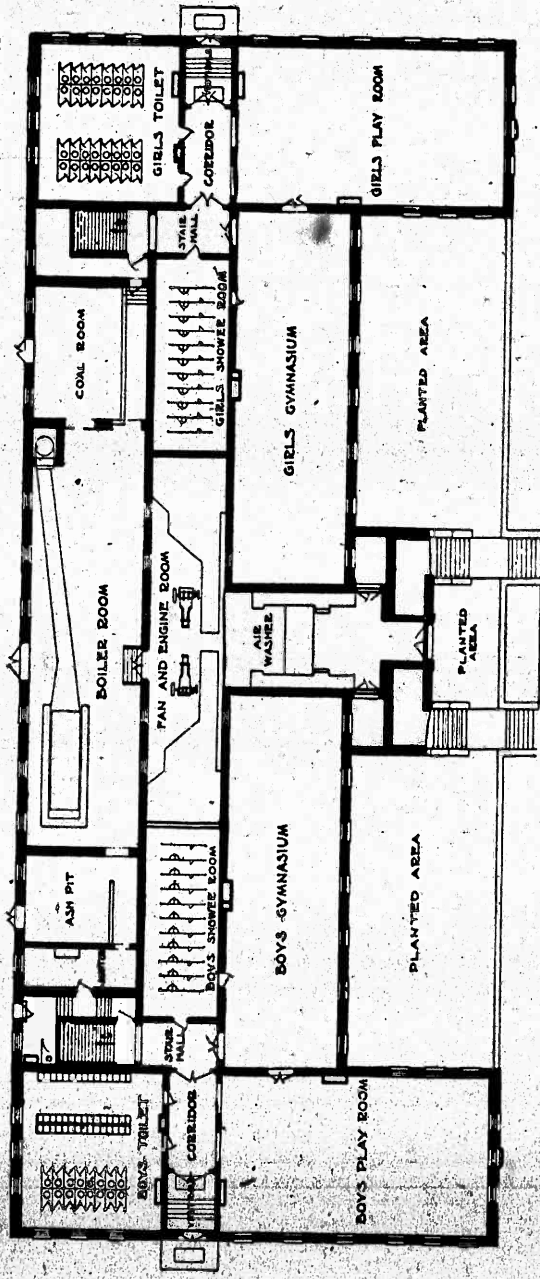 GIRLS TOILET
VESTIBULE
CORRIDOR
GIRLS PLAY ROOM
STAIR
HALL
COAL ROOM
GIRLS SHOWER ROOM
GIRLS GYMNASIUM
PLANTED AREA
BOILER ROOM
FAN AND ENGINE ROOM
AIR
WASHER
PLANTED
AREA
ASH PIT
BOYS SHOWER ROOM
BOYS GYMNASIUM
PLANTED AREA
STAIR
HALL
BOYS TOILET
CORRIDOR
BOYS PLAY ROOM